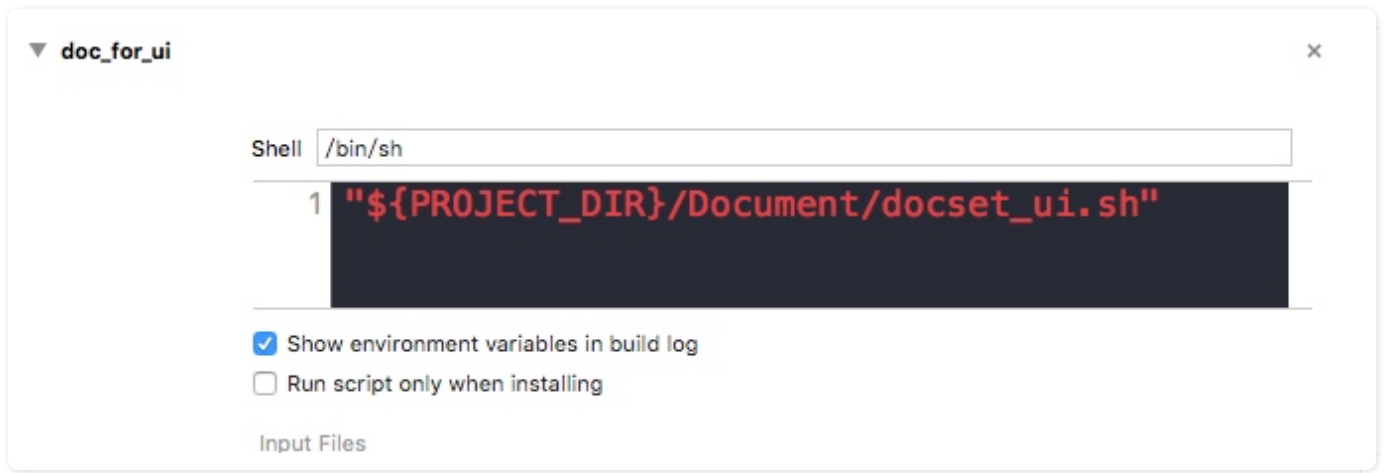 doc_for_ui
Shell /bin/sh
1 "${PROJECT_DIR}/Document/docset_ui.sh"
Show environment variables in build log
Run script only when installing
Input Files